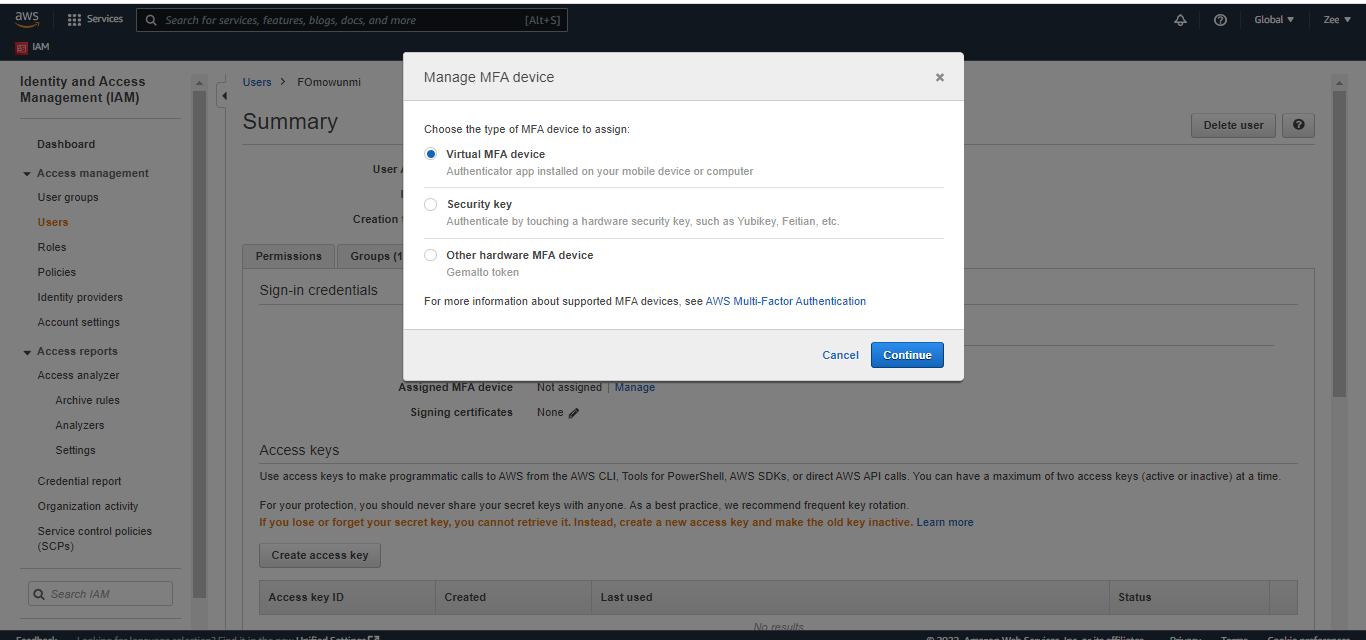 aws Services Search for services, features, blogs, docs, and more [Alt+S] Global Zee
IAM
Identity and Access
Management (IAM)
Dashboard
Access management
User groups
Users
Roles
Policies
Identity providers
Account settings
Access reports
Access analyzer
Archive rules
Analyzers
Settings
Credential report
Organization activity
Service control policies
(SCPs)
Search IAM
Users > FOmowunmi
Summary
Delete user
User
Creation
Permissions Groups (1
Sign-in credentials
Manage MFA device
Choose the type of MFA device to assign:
Virtual MFA device
Authenticator app installed on your mobile device or computer
Security key
Authenticate by touching a hardware security key, such as Yubikey, Feitian, etc.
Other hardware MFA device
Gemalto token
For more information about supported MFA devices, see AWS Multi-Factor Authentication
Cancel Continue
Assigned MFA device Not assigned | Manage
Signing certificates None
Access keys
Use access keys to make programmatic calls to AWS from the AWS CLI, Tools for PowerShell, AWS SDKs, or direct AWS API calls. You can have a maximum of two access keys (active or inactive) at a time.
For your protection, you should never share your secret keys with anyone. As a best practice, we recommend frequent key rotation.
If you lose or forget your secret key, you cannot retrieve it. Instead, create a new access key and make the old key inactive. Learn more
Create access key
Access key ID Created Last used Status
No results
Feedback Looking for language selection? Find it in the new Unified Settings © 2022, Amazon Web Services, Inc. or its affiliates. Privacy Terms Cookie preferences